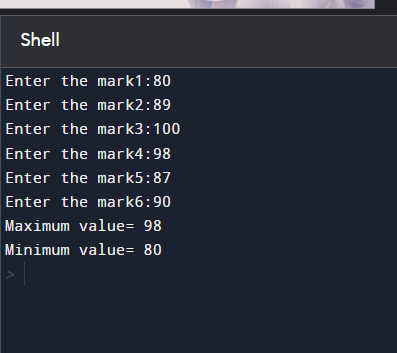 Shell
Enter the mark1:80
Enter the mark2:89
Enter the mark3:100
Enter the mark4:98
Enter the mark5:87
Enter the mark6:90
Maximum value= 98
Minimum value= 80
>